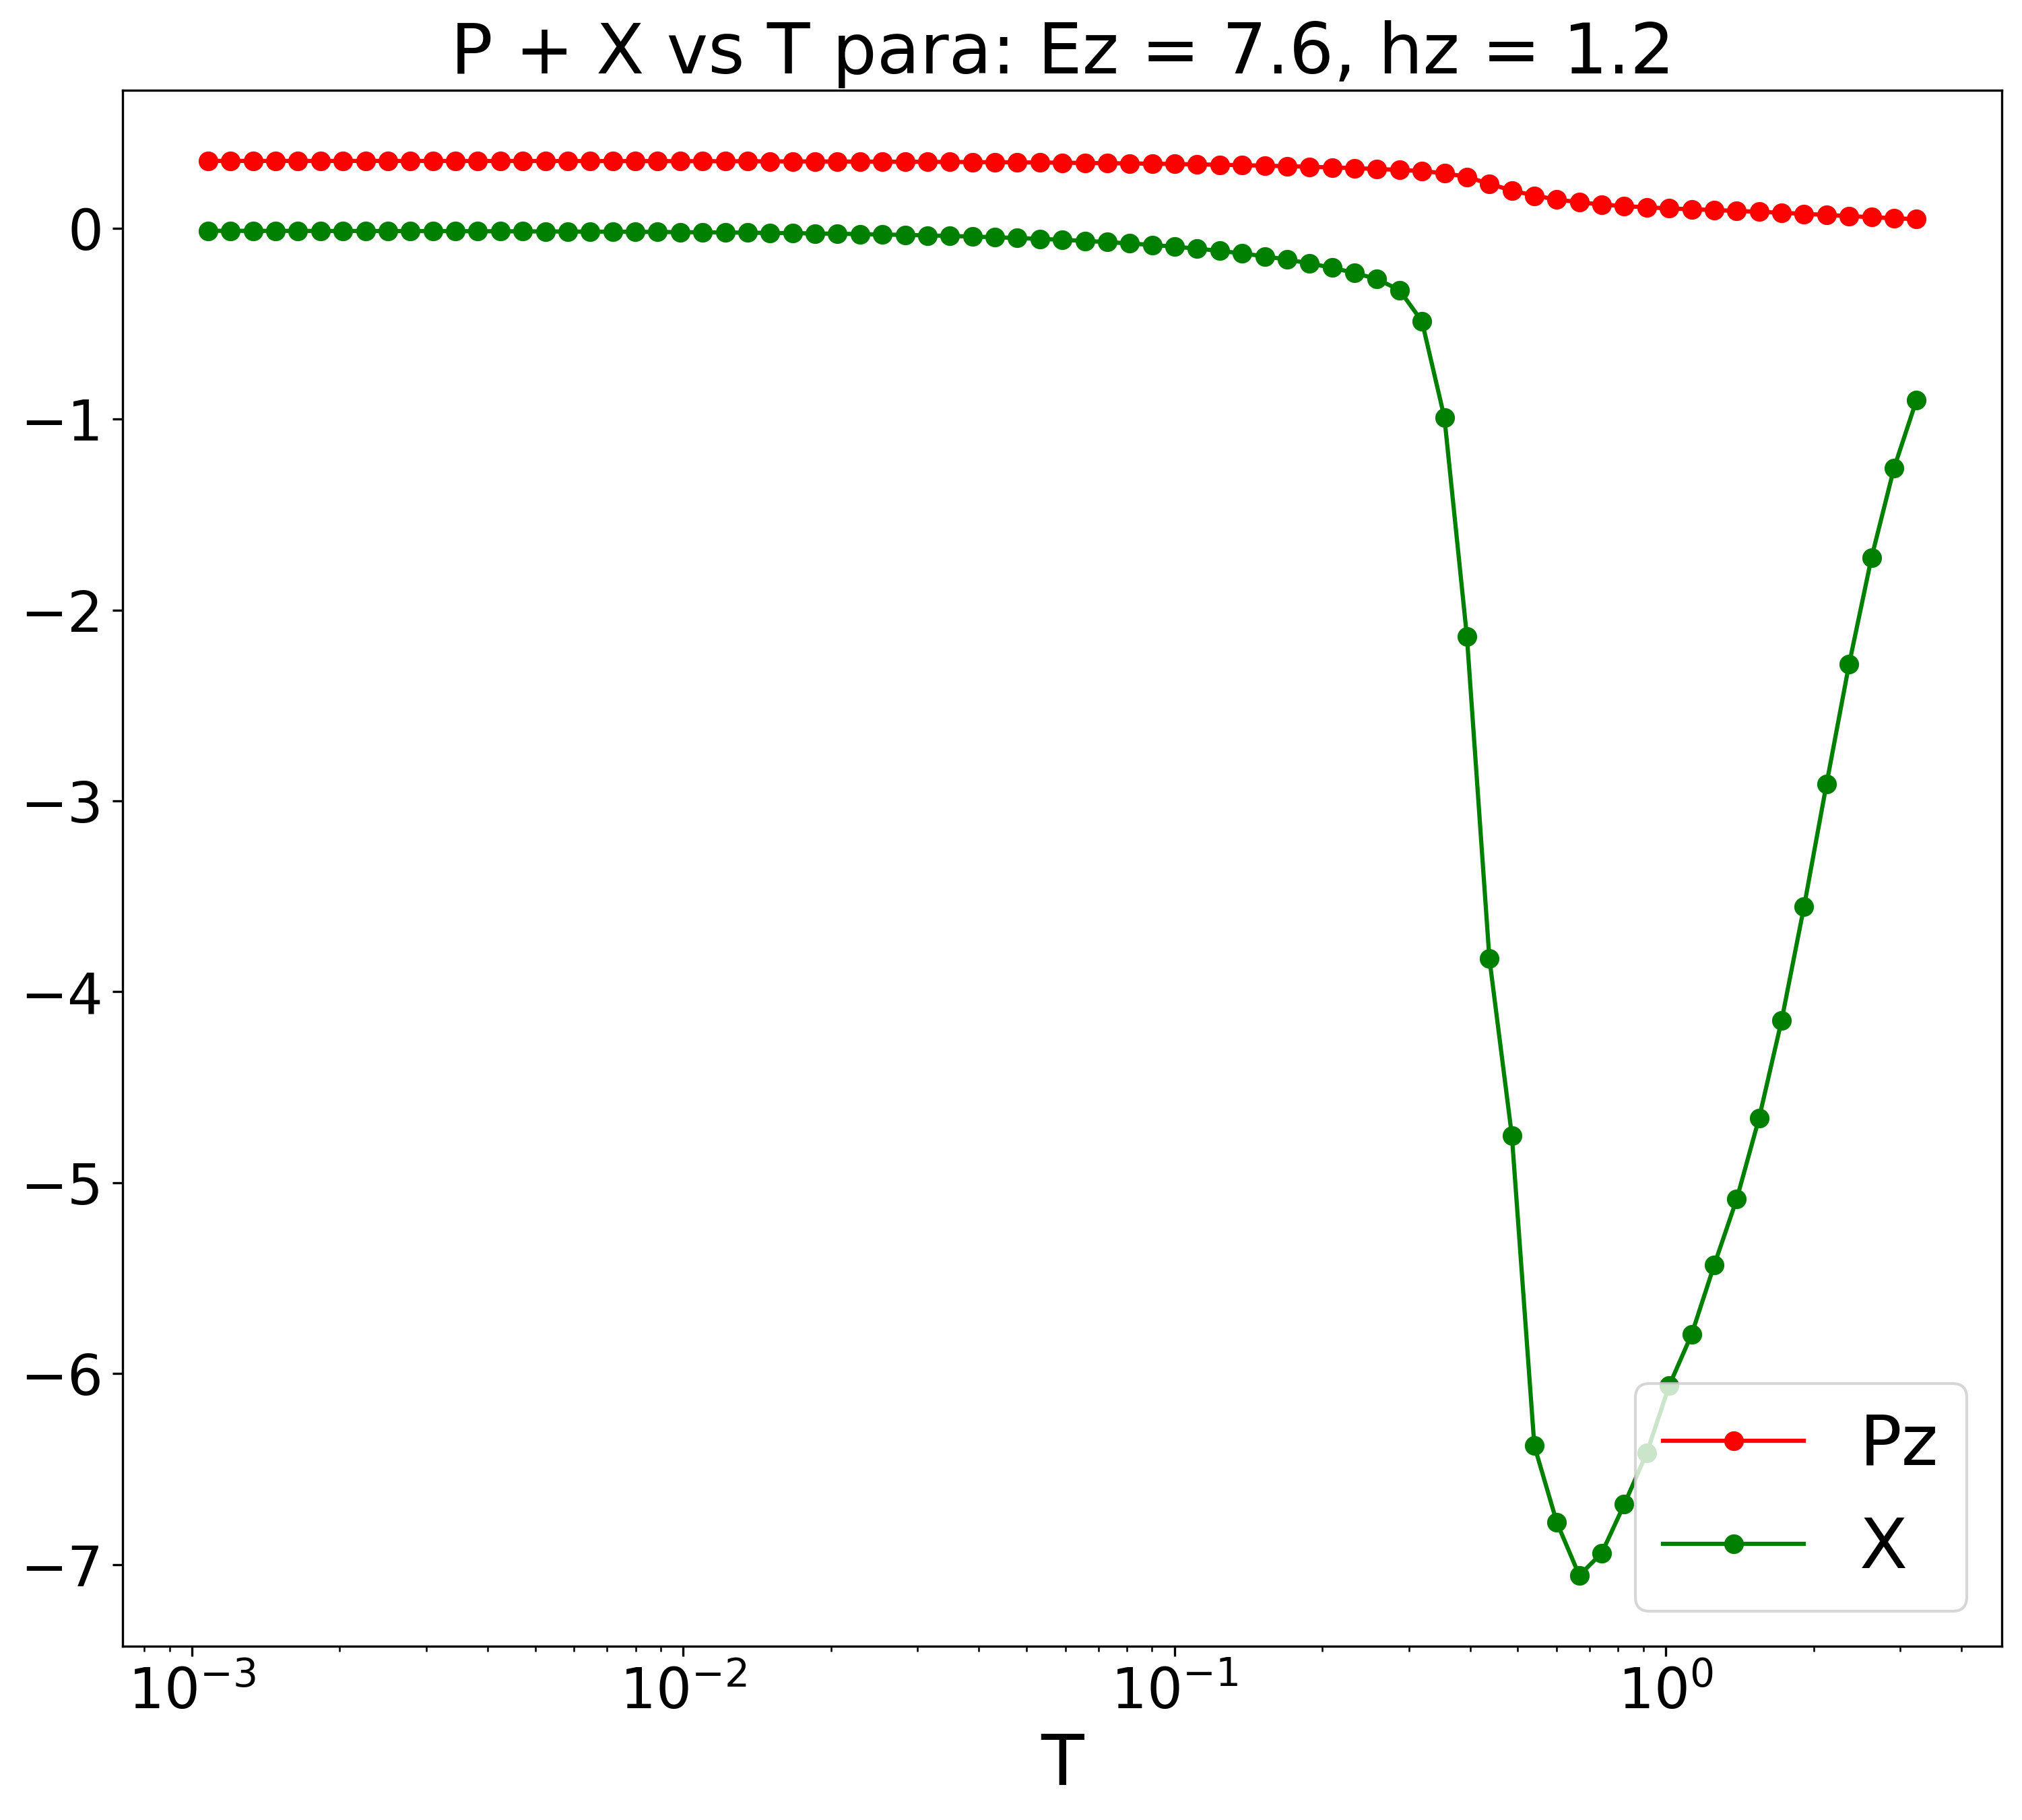 P + X vs T para: Ez = 7.6, hz = 1.2
0
−1
−2
−3
−4
−5
−6
−7
Pz
X
10⁻³ 10⁻² 10⁻¹ 10⁰
T